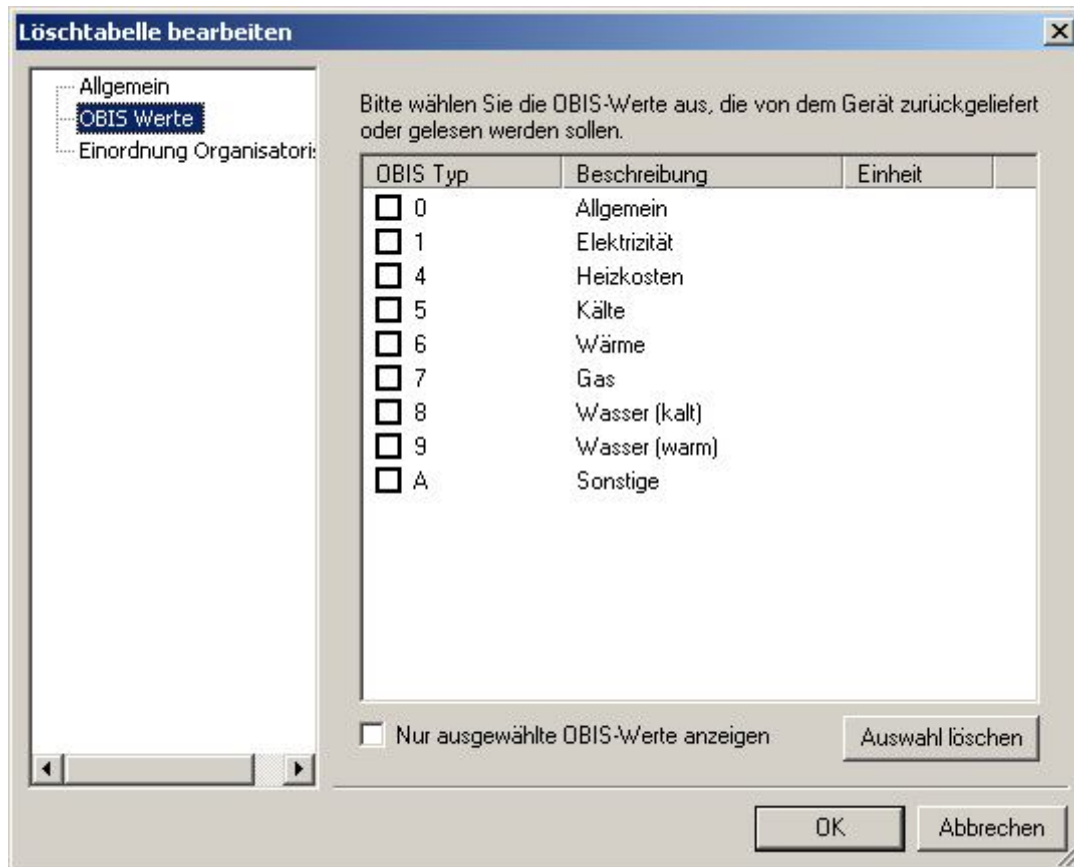 Löschtabelle bearbeiten
Allgemein
OBIS Werte
Einordnung Organisatori
Bitte wählen Sie die OBIS-Werte aus, die von dem Gerät zurückgeliefert
oder gelesen werden sollen.
OBIS Typ Beschreibung Einheit
0 Allgemein
1 Elektrizität
4 Heizkosten
5 Kälte
6 Wärme
7 Gas
8 Wasser (kalt)
9 Wasser (warm)
A Sonstige
Nur ausgewählte OBIS-Werte anzeigen
Auswahl löschen
OK Abbrechen